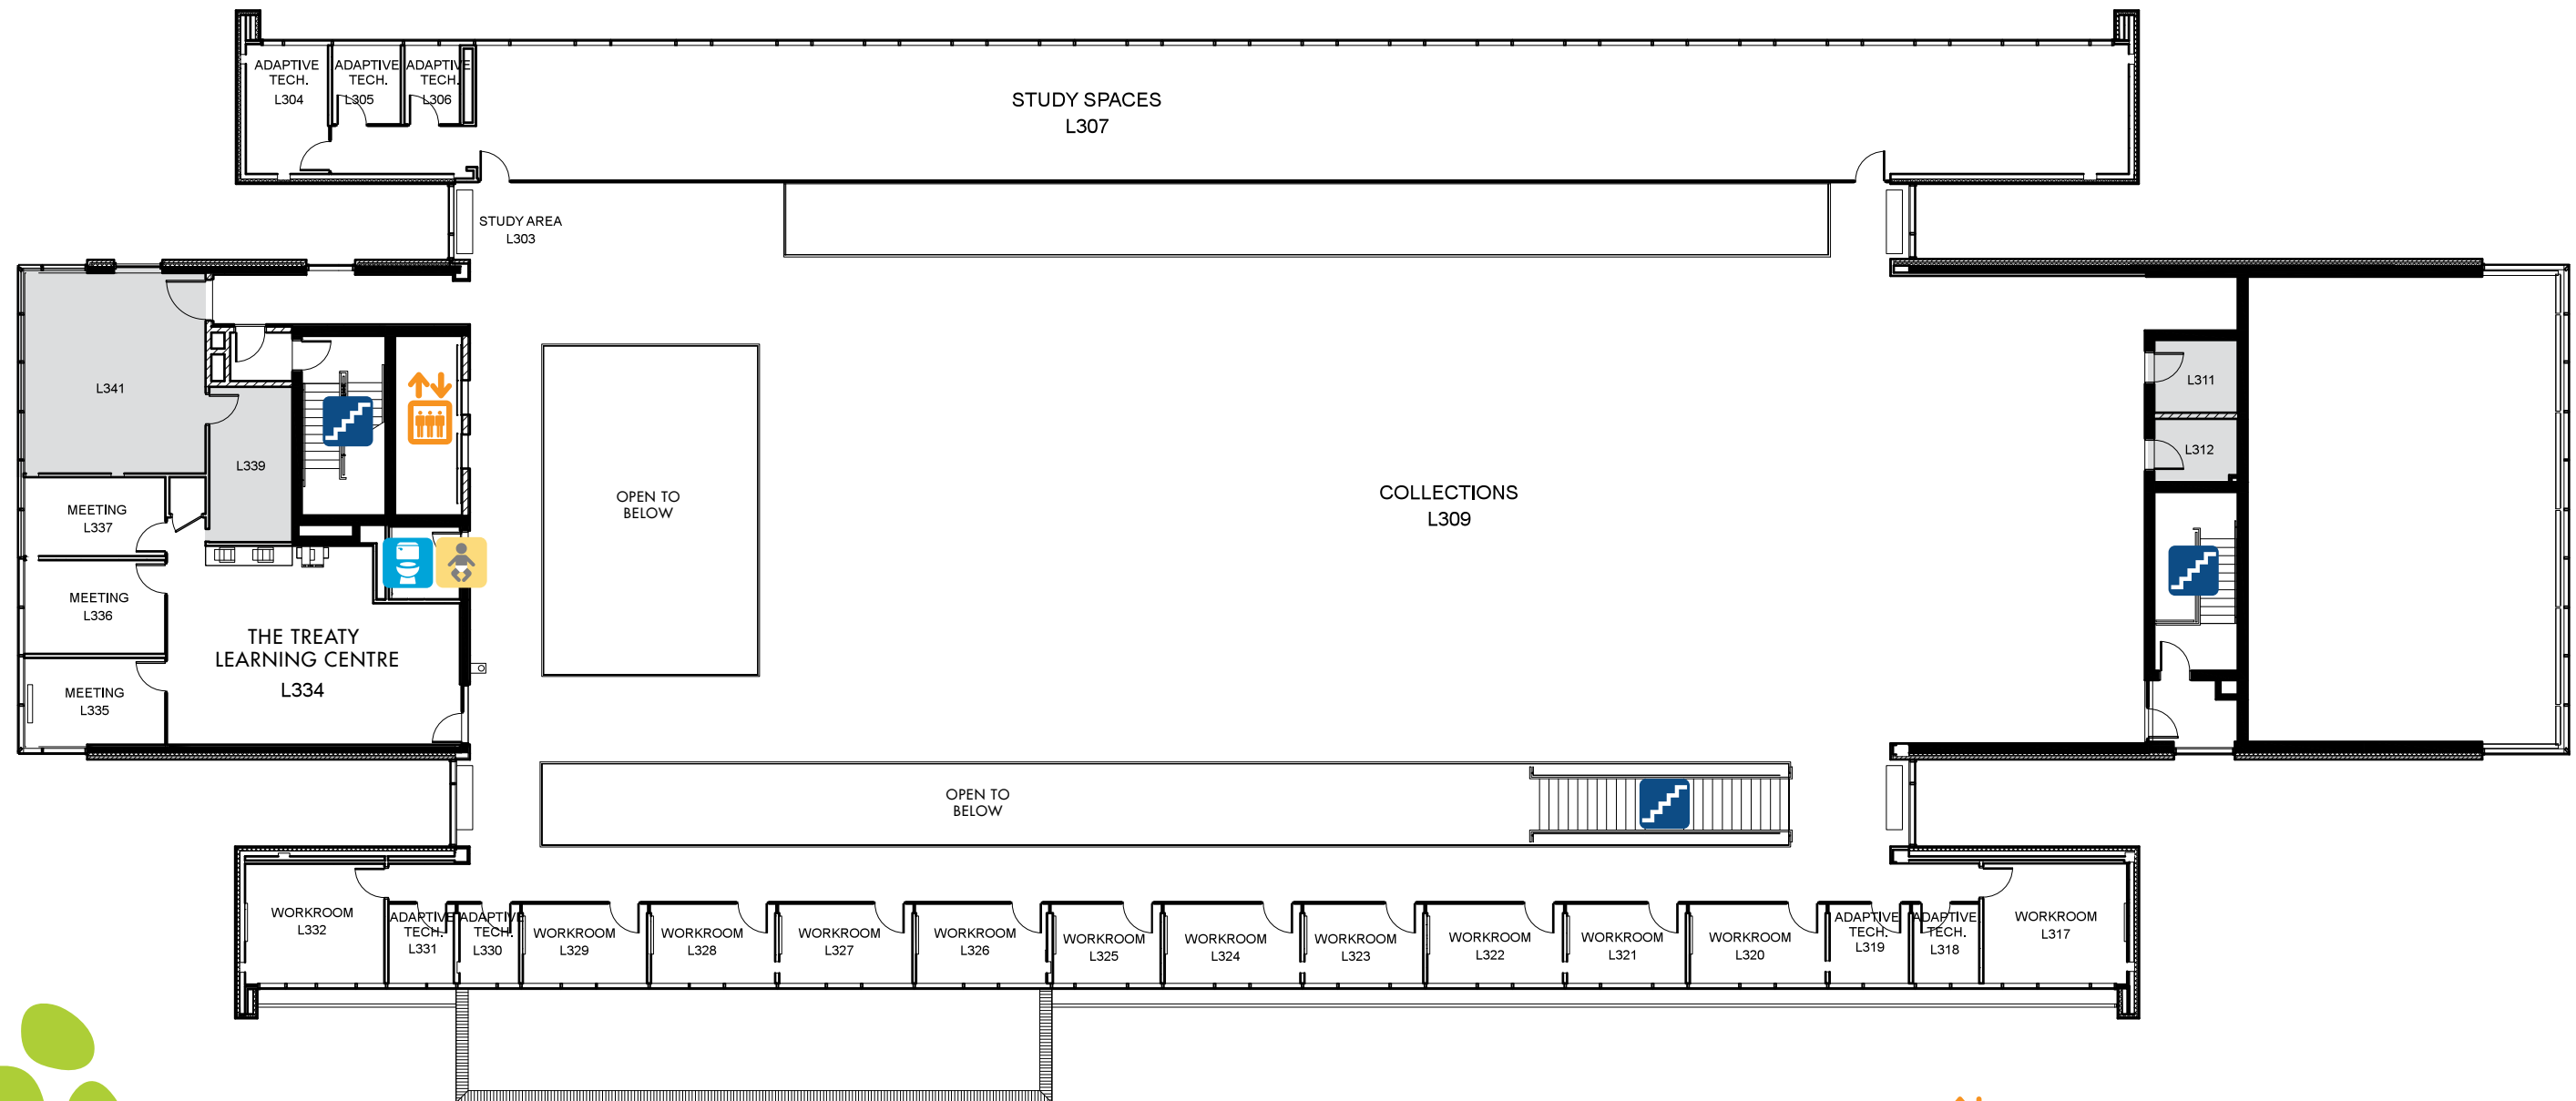 ADAPTIVE
TECH.
L304
ADAPTIVE
TECH.
L305
ADAPTIVE
TECH.
L306
STUDY SPACES
L307
STUDY AREA
L303
L341
L339
L311
L312
MEETING
L337
MEETING
L336
MEETING
L335
THE TREATY
LEARNING CENTRE
L334
OPEN TO
BELOW
COLLECTIONS
L309
OPEN TO
BELOW
WORKROOM
L332
ADAPTIVE
TECH.
L331
ADAPTIVE
TECH.
L330
WORKROOM
L329
WORKROOM
L328
WORKROOM
L327
WORKROOM
L326
WORKROOM
L325
WORKROOM
L324
WORKROOM
L323
WORKROOM
L322
WORKROOM
L321
WORKROOM
L320
ADAPTIVE
TECH.
L319
ADAPTIVE
TECH.
L318
WORKROOM
L317